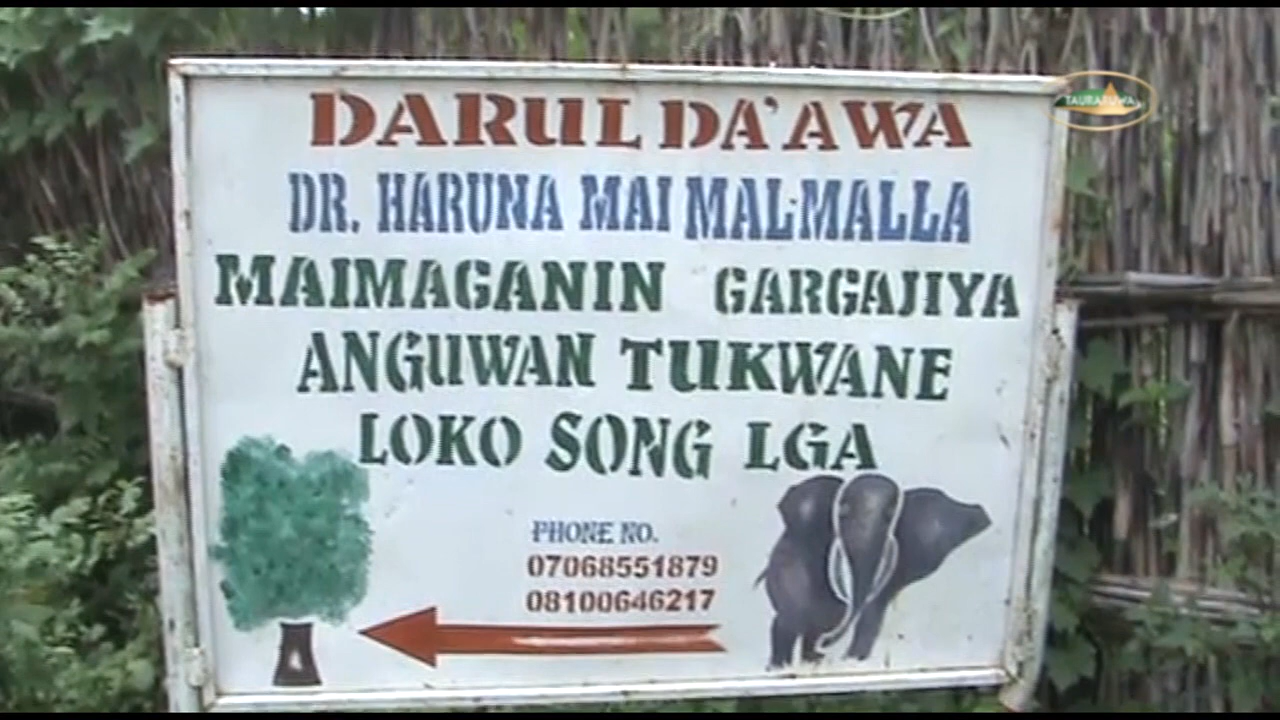 TAURARUWA
DARUL DA'AWA
DR. HARUNA MAI MAL-MALLA
MAIMAGANIN GARGAJIYA
ANGUWAN TUKWANE
LOKO SONG LGA
PHONE NO.
07068551879
08100646217